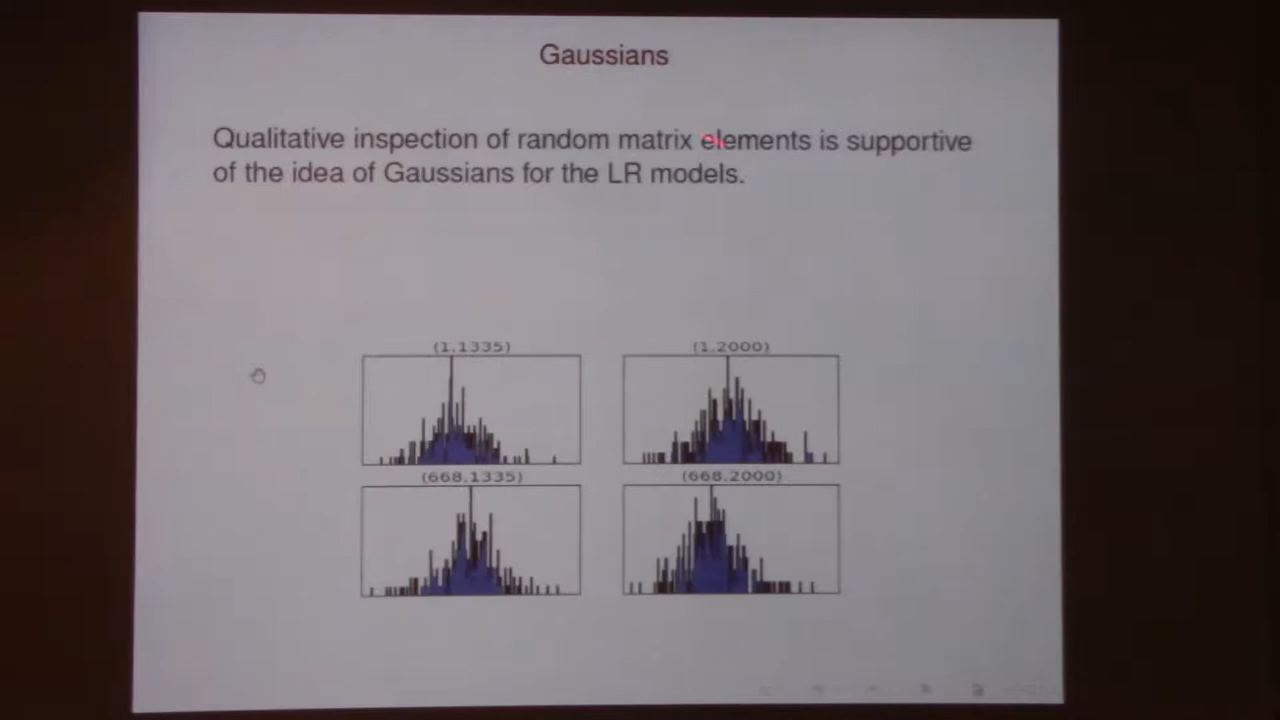 Gaussians
Qualitative inspection of random matrix elements is supportive
of the idea of Gaussians for the LR models.
(1,1335)
(1,2000)
(668,1335)
(668,2000)